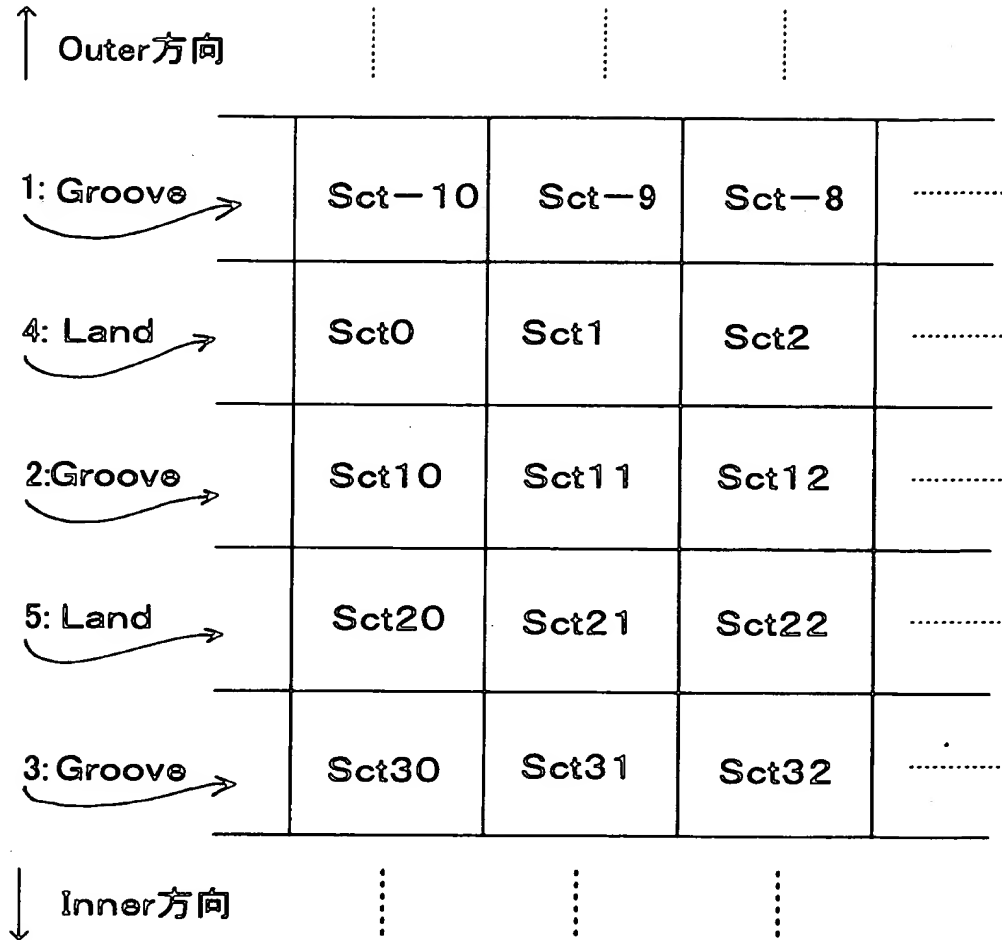 Outer方向
1: Groove Sct−10 Sct−9 Sct−8
4: Land Sct0 Sct1 Sct2
2:Groove Sct10 Sct11 Sct12
5: Land Sct20 Sct21 Sct22
3: Groove Sct30 Sct31 Sct32
Inner方向